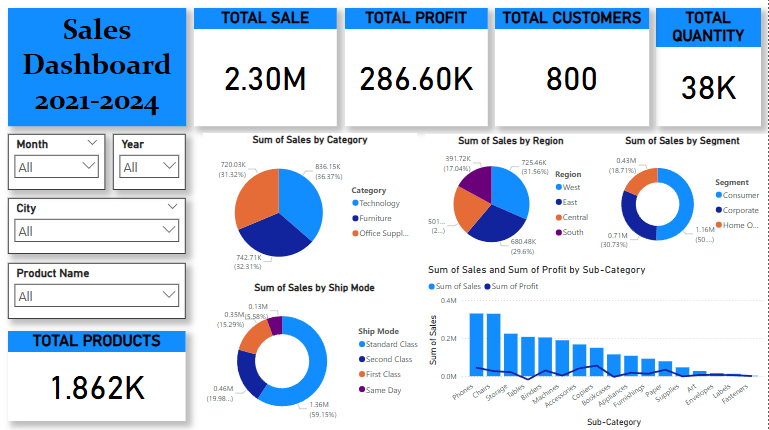 Sales
Dashboard
2021-2024
TOTAL SALE
2.30M
TOTAL PROFIT
286.60K
TOTAL CUSTOMERS
800
TOTAL
QUANTITY
38K
Month
All
Year
All
City
All
Product Name
All
TOTAL PRODUCTS
1.862K
Sum of Sales by Category
720.03K
(31.32%)
836.15K
(36.37%)
742.71K
(32.31%)
Category
Technology
Furniture
Office Suppl...
Sum of Sales by Region
391.72K
(17.04%)
725.46K
(31.56%)
501...
(2...)
680.48K
(29.6%)
Region
West
East
Central
South
Sum of Sales by Segment
0.43M
(18.71%)
0.71M
(30.73%)
1.16M
(50....)
Segment
Consumer
Corporate
Home O...
Sum of Sales by Ship Mode
0.13M
(5.58%)
0.35M
(15.29%)
0.46M
(19.98...)
1.36M
(59.15%)
Ship Mode
Standard Class
Second Class
First Class
Same Day
Sum of Sales and Sum of Profit by Sub-Category
Sum of Sales Sum of Profit
Sum of Sales
0.4M
0.2M
0.0M
Phones
Chairs
Storage
Tables
Binders
Machines
Accessories
Copiers
Bookcases
Appliances
Furnishings
Paper
Supplies
Art
Envelopes
Labels
Fasteners
Sub-Category